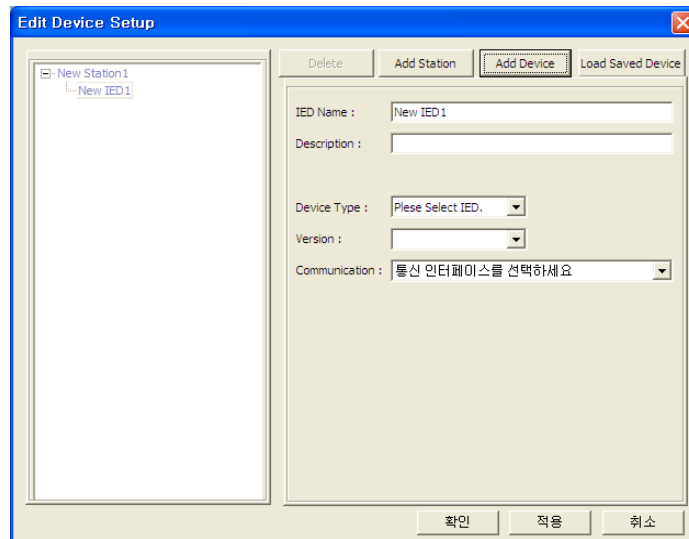 Edit Device Setup
Delete
Add Station
Add Device
Load Saved Device
New Station1
New IED1
IED Name :
New IED1
Description :
Device Type :
Plese Select IED.
Version :
Communication :
통신 인터페이스를 선택하세요
확인
적용
취소